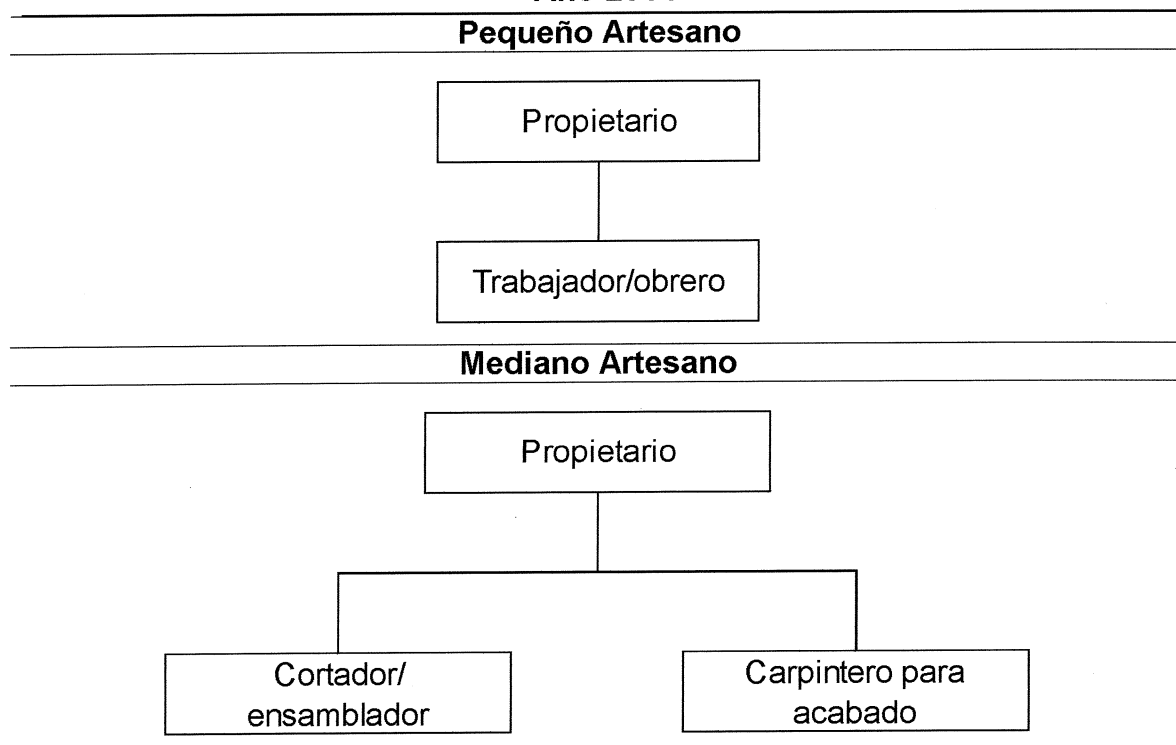 Pequeño Artesano
Propietario
Trabajador/obrero
Mediano Artesano
Propietario
Cortador/
ensamblador
Carpintero para
acabado